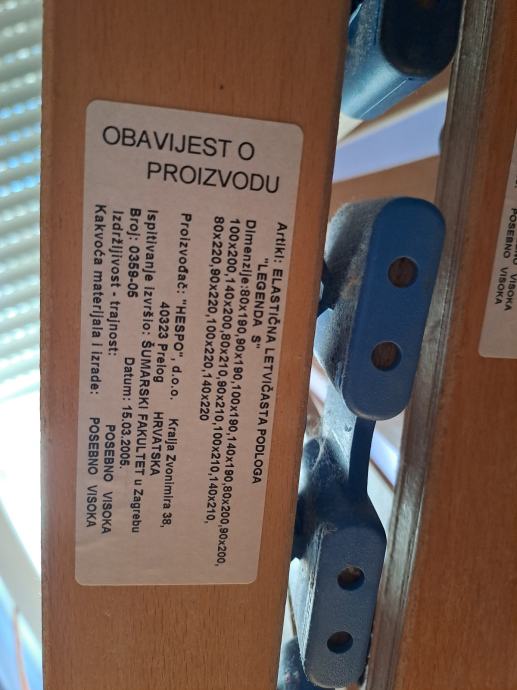 OBAVIJEST O
PROIZVODU
Artikl: ELASTIČNA LETVIČASTA PODLOGA
"LEGENDA S"
Dimenzije:80x190,90x190,100x190,140x190,80x200,90x200,
100x200,140x200,80x210,90x210,100x210,140x210,
80x220,90x220,100x220,140x220
Proizvođač: "HESPO", d.o.o. Kralja Zvonimira 38,
40323 Prelog HRVATSKA
Ispitivanje izvršio: ŠUMARSKI FAKULTET u Zagrebu
Broj: 0359-05 Datum: 15.03.2005.
Izdržljivost - trajnost: POSEBNO VISOKA
Kakvoća materijala i izrade: POSEBNO VISOKA
POSEBNO VISOKA
POSEBNO VISOKA